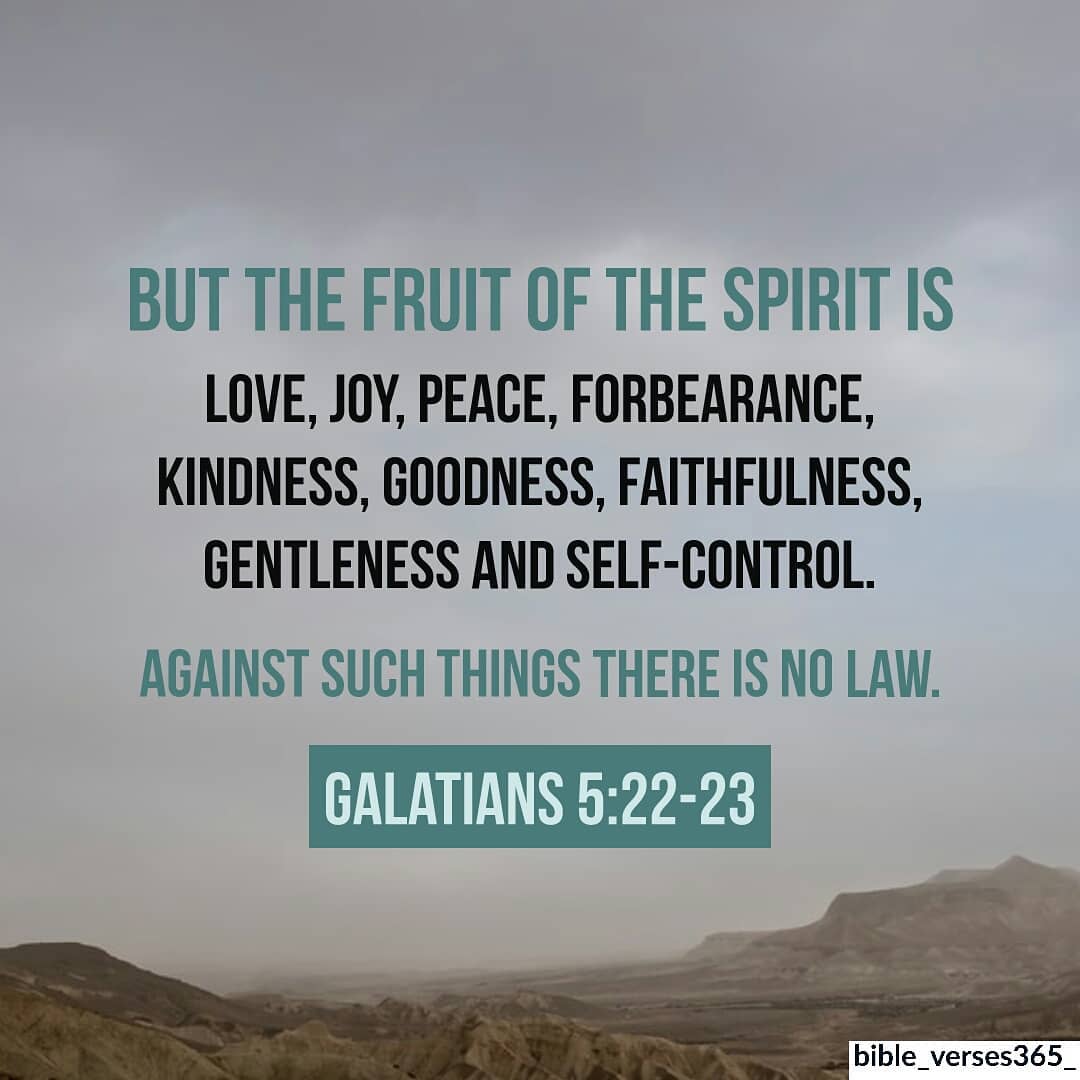 BUT THE FRUIT OF THE SPIRIT IS
LOVE, JOY, PEACE, FORBEARANCE,
KINDNESS, GOODNESS, FAITHFULNESS,
GENTLENESS AND SELF-CONTROL.
AGAINST SUCH THINGS THERE IS NO LAW.
GALATIANS 5:22-23
bible_verses365_